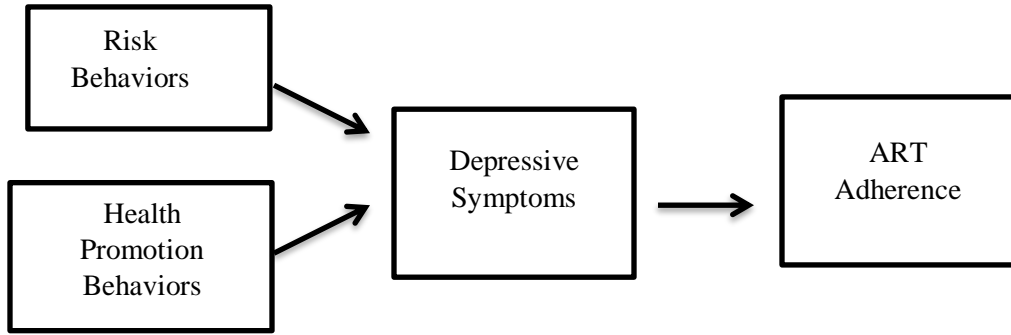 Risk
Behaviors
Health
Promotion
Behaviors
Depressive
Symptoms
ART
Adherence